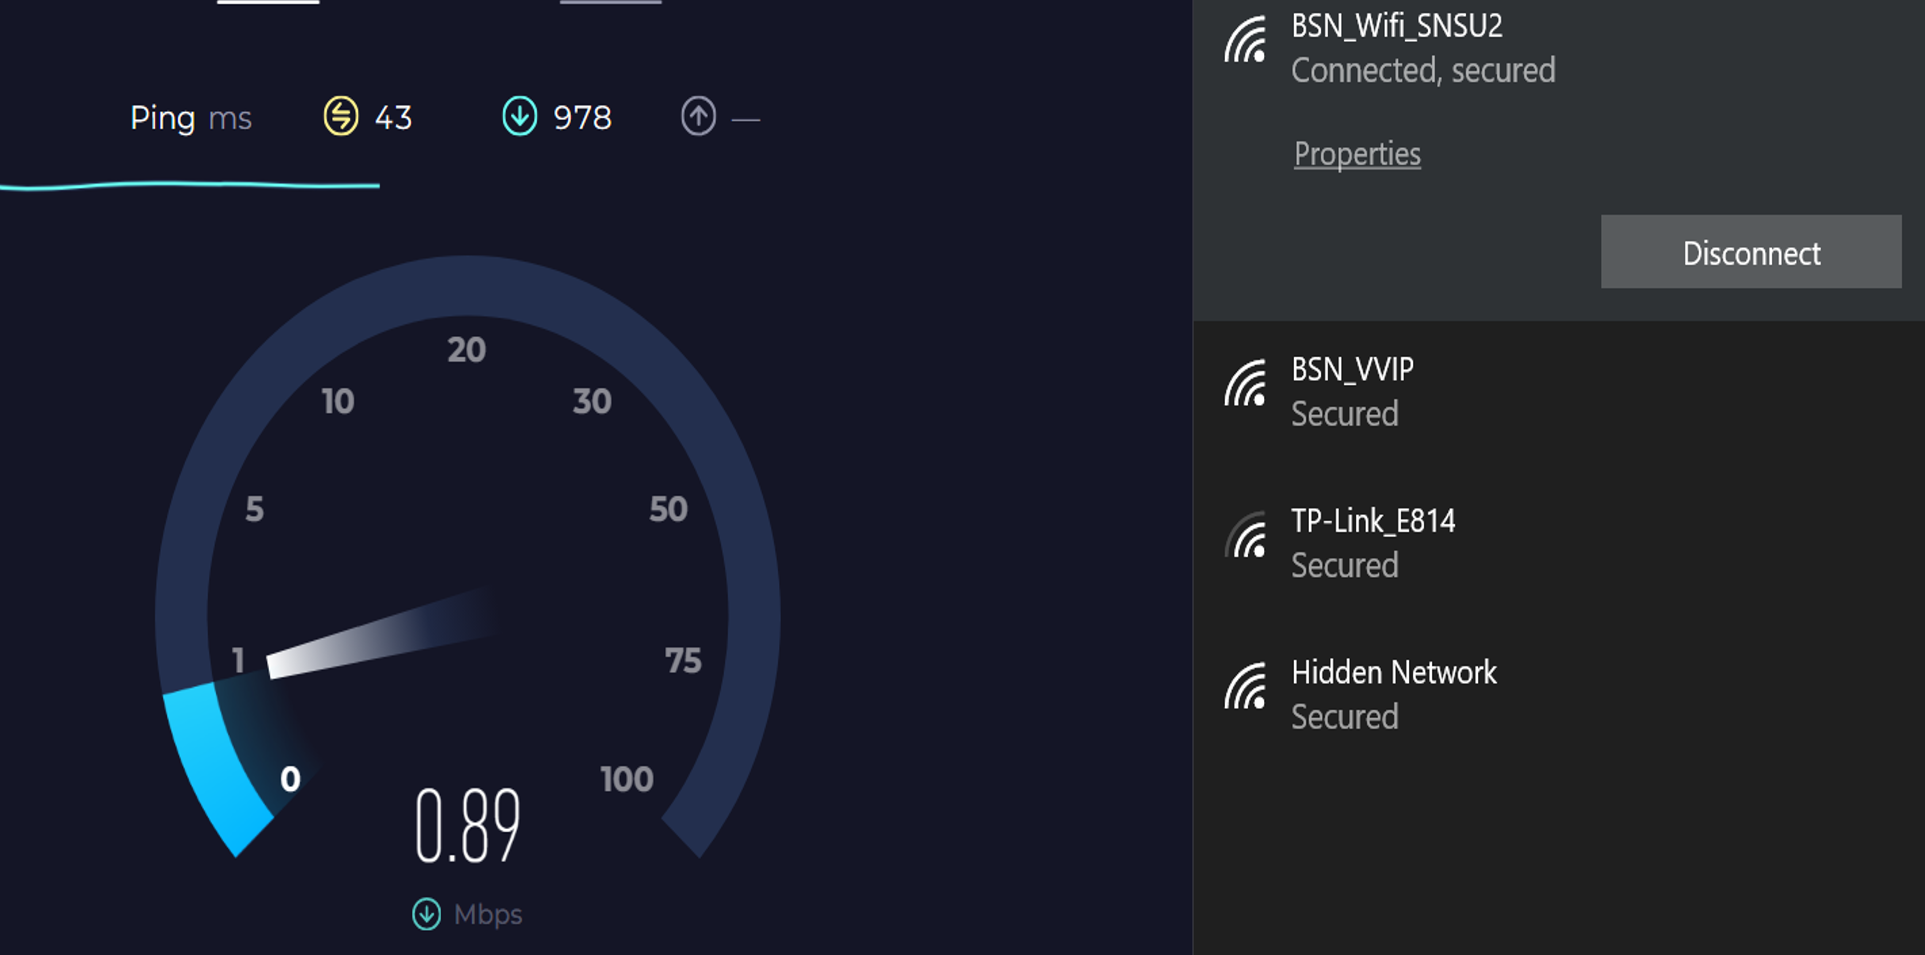 Ping ms 43 978 —
20
10 30
5 50
1 75
0 100
0.89
Mbps
BSN_Wifi_SNSU2
Connected, secured
Properties
Disconnect
BSN_VVIP
Secured
TP-Link_E814
Secured
Hidden Network
Secured